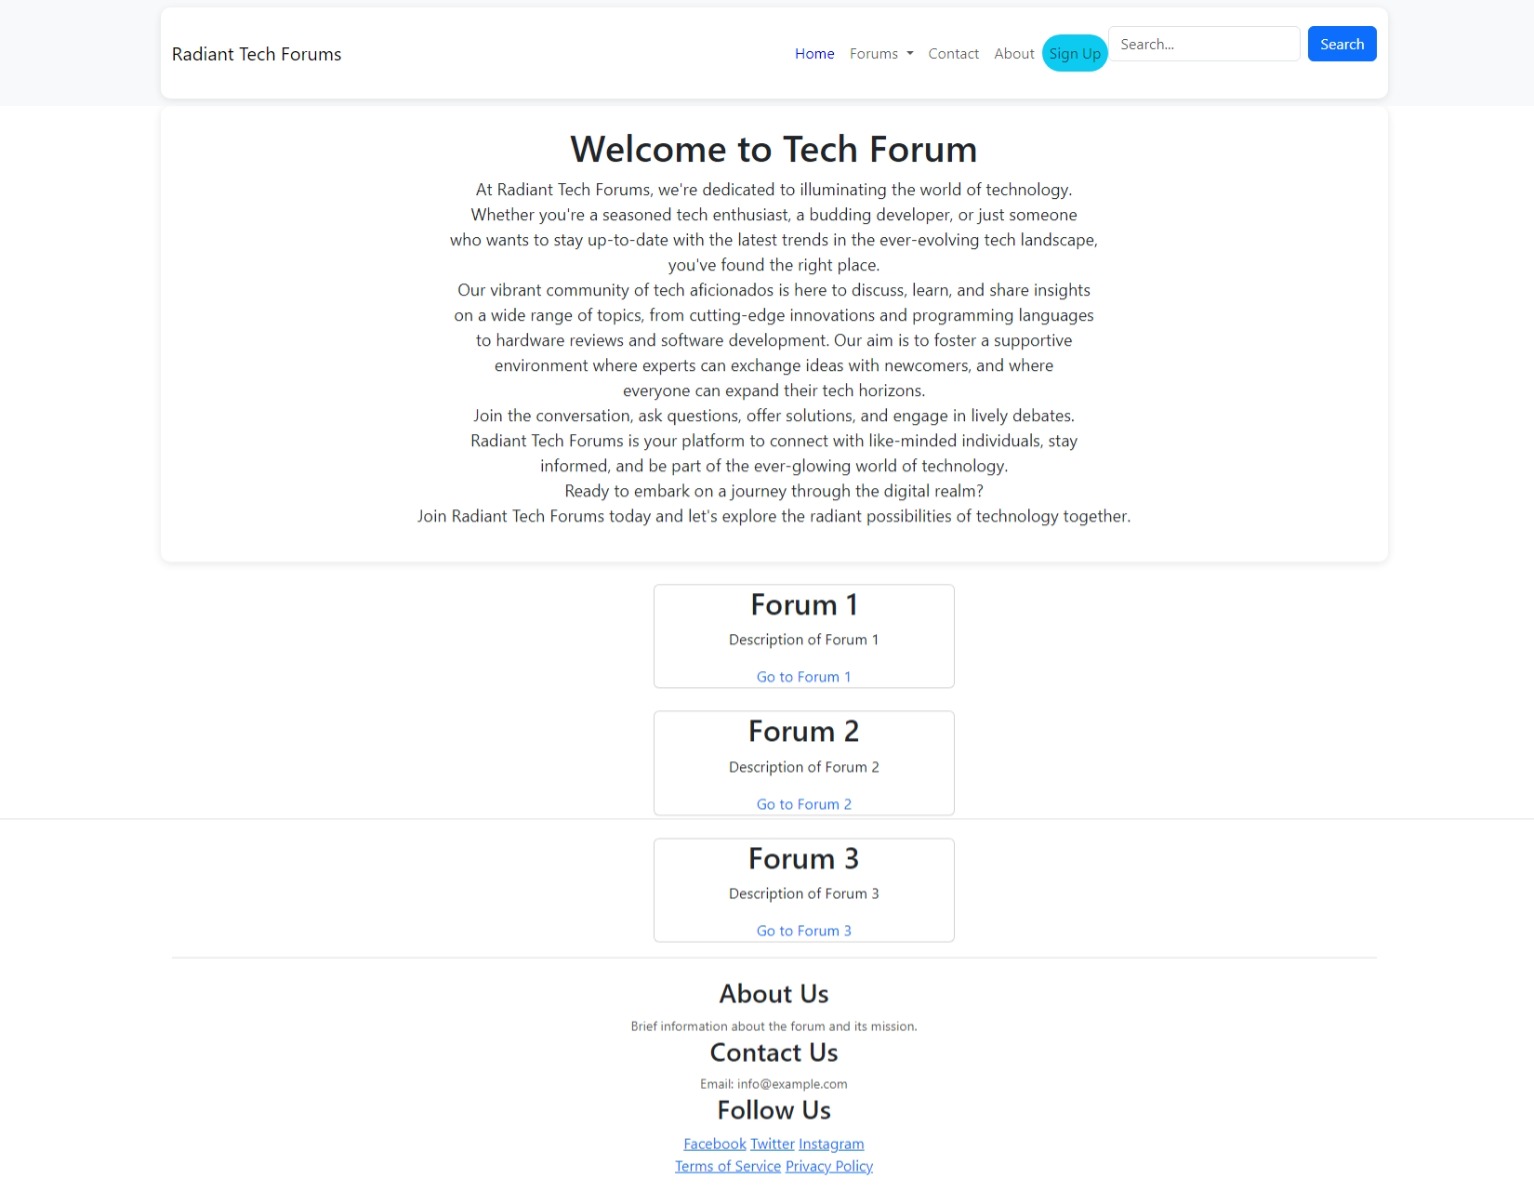 Radiant Tech Forums
Home Forums Contact About Sign Up Search... Search
Welcome to Tech Forum
At Radiant Tech Forums, we're dedicated to illuminating the world of technology.
Whether you're a seasoned tech enthusiast, a budding developer, or just someone
who wants to stay up-to-date with the latest trends in the ever-evolving tech landscape,
you've found the right place.
Our vibrant community of tech aficionados is here to discuss, learn, and share insights
on a wide range of topics, from cutting-edge innovations and programming languages
to hardware reviews and software development. Our aim is to foster a supportive
environment where experts can exchange ideas with newcomers, and where
everyone can expand their tech horizons.
Join the conversation, ask questions, offer solutions, and engage in lively debates.
Radiant Tech Forums is your platform to connect with like-minded individuals, stay
informed, and be part of the ever-glowing world of technology.
Ready to embark on a journey through the digital realm?
Join Radiant Tech Forums today and let's explore the radiant possibilities of technology together.
Forum 1
Description of Forum 1
Go to Forum 1
Forum 2
Description of Forum 2
Go to Forum 2
Forum 3
Description of Forum 3
Go to Forum 3
About Us
Brief information about the forum and its mission.
Contact Us
Email: info@example.com
Follow Us
Facebook Twitter Instagram
Terms of Service Privacy Policy